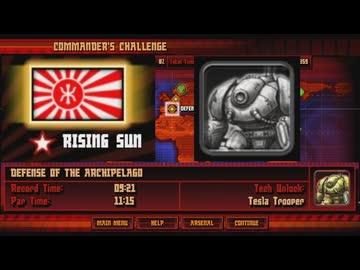 COMMANDER'S CHALLENGE
RISING SUN
DEFENSE OF THE ARCHIPELAGO
Record Time: 09:21
Tech Unlock:
Par Time: 11:15
Tesla Trooper
MAIN MENU
HELP
ARSENAL
CONTINUE